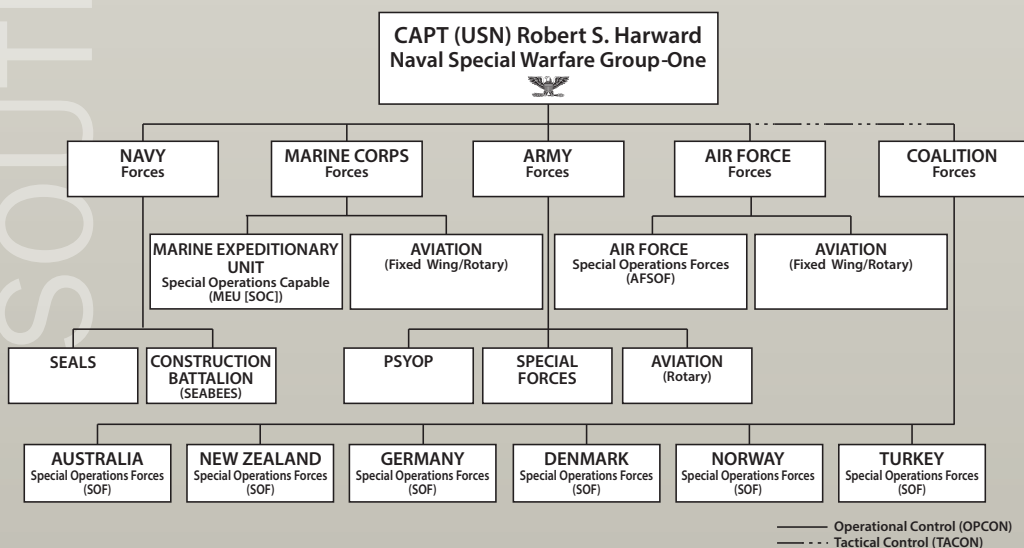 CAPT (USN) Robert S. Harward
Naval Special Warfare Group-One
NAVY
Forces
MARINE CORPS
Forces
ARMY
Forces
AIR FORCE
Forces
COALITION
Forces
MARINE EXPEDITIONARY
UNIT
Special Operations Capable
(MEU [SOC])
AVIATION
(Fixed Wing/Rotary)
AIR FORCE
Special Operations Forces
(AFSOF)
AVIATION
(Fixed Wing/Rotary)
SEALS
CONSTRUCTION
BATTALION
(SEABEES)
PSYOP
SPECIAL
FORCES
AVIATION
(Rotary)
AUSTRALIA
Special Operations Forces
(SOF)
NEW ZEALAND
Special Operations Forces
(SOF)
GERMANY
Special Operations Forces
(SOF)
DENMARK
Special Operations Forces
(SOF)
NORWAY
Special Operations Forces
(SOF)
TURKEY
Special Operations Forces
(SOF)
Operational Control (OPCON)
Tactical Control (TACON)